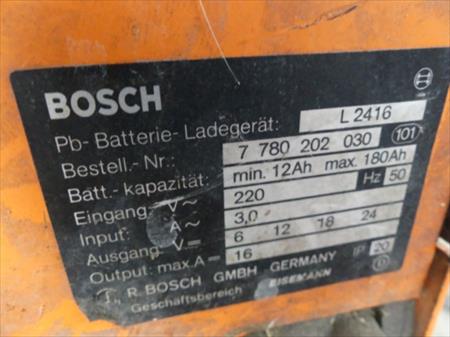 BOSCH
Pb-Batterie-Ladegerät: L 2416
Bestell.-Nr.: 7 780 202 030 101
Batt.-kapazität: min. 12Ah max. 180Ah
Eingang V~ 220 Hz 50
Input: A~ 3,0
Ausgang V= 6 12 18 24
Output: max.A= 16 IP 20
R. BOSCH GMBH GERMANY
Geschäftsbereich EISEMANN